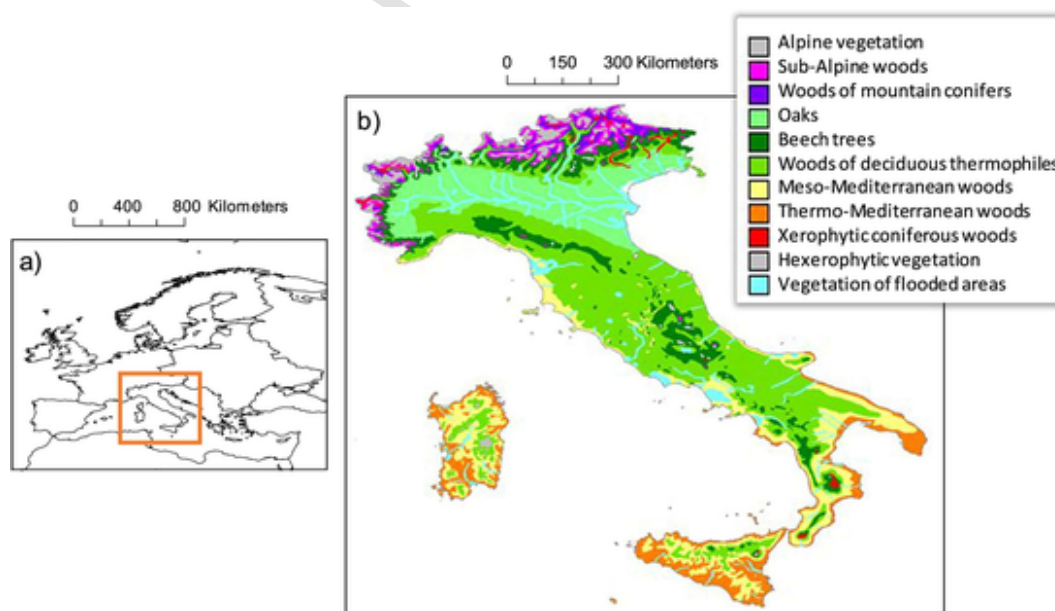 0 150 300 Kilometers
Alpine vegetation
Sub-Alpine woods
Woods of mountain conifers
Oaks
Beech trees
Woods of deciduous thermophiles
Meso-Mediterranean woods
Thermo-Mediterranean woods
Xerophytic coniferous woods
Hexerophytic vegetation
Vegetation of flooded areas
b)
0 400 800 Kilometers
a)